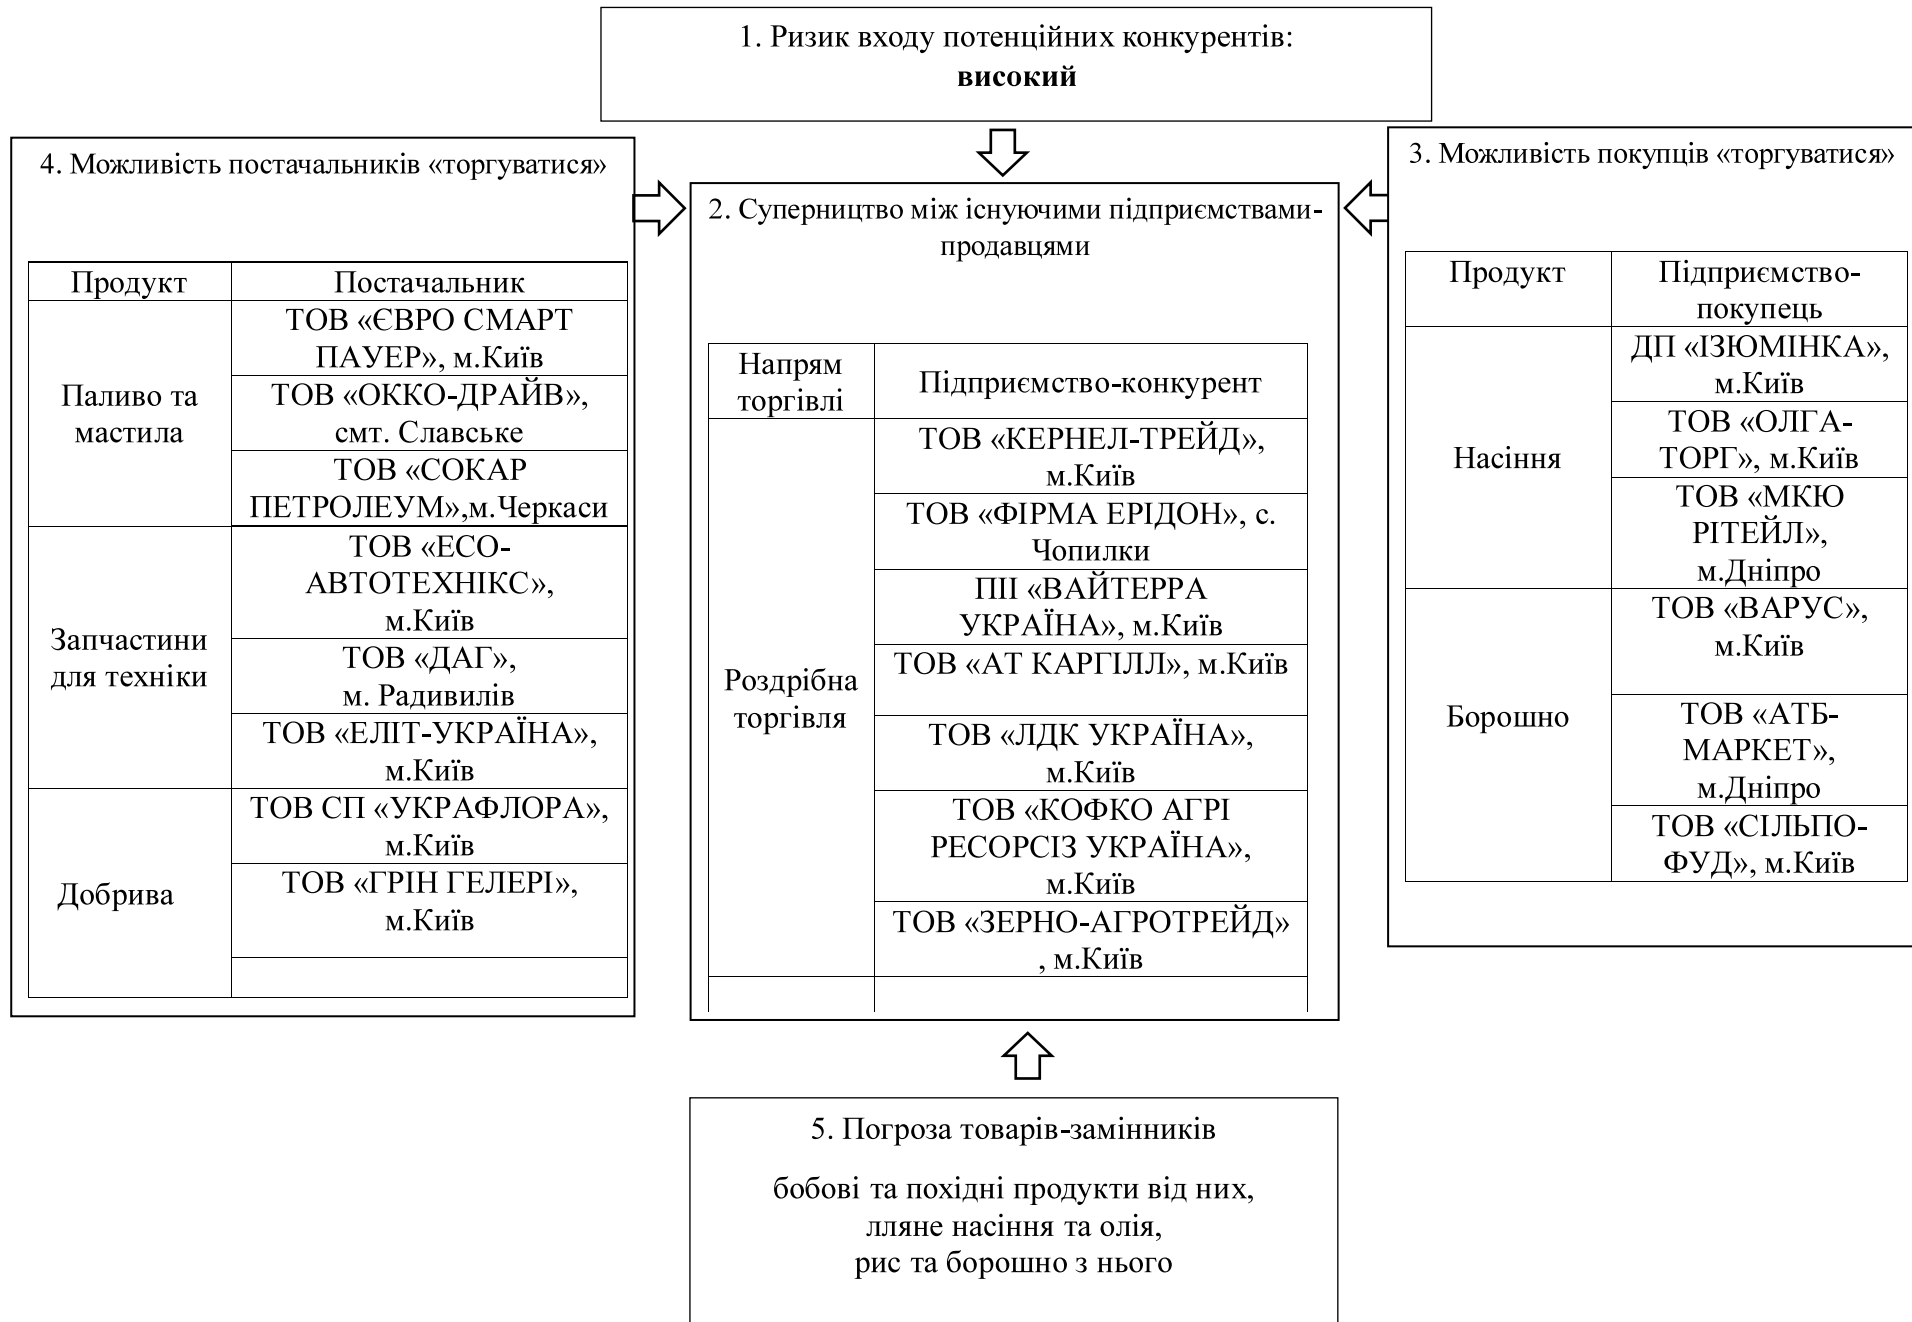 1. Ризик входу потенційних конкурентів:
високий
4. Можливість постачальників «торгуватися»
Продукт
Постачальник
Паливо та
мастила
ТОВ «ЄВРО СМАРТ
ПАУЕР», м.Київ
ТОВ «ОККО-ДРАЙВ»,
смт. Славське
ТОВ «СОКАР
ПЕТРОЛЕУМ»,м.Черкаси
Запчастини
для техніки
ТОВ «ЕСО-
АВТОТЕХНІКС»,
м.Київ
ТОВ «ДАГ»,
м. Радивилів
ТОВ «ЕЛІТ-УКРАЇНА»,
м.Київ
Добрива
ТОВ СП «УКРАФЛОРА»,
м.Київ
ТОВ «ГРІН ГЕЛЕРІ»,
м.Київ
2. Суперництво між існуючими підприємствами-
продавцями
Напрям
торгівлі
Підприємство-конкурент
Роздрібна
торгівля
ТОВ «КЕРНЕЛ-ТРЕЙД»,
м.Київ
ТОВ «ФІРМА ЕРІДОН», с.
Чопилки
ПІІ «ВАЙТЕРРА
УКРАЇНА», м.Київ
ТОВ «АТ КАРГІЛЛ», м.Київ
ТОВ «ЛДК УКРАЇНА»,
м.Київ
ТОВ «КОФКО АГРІ
РЕСОРСІЗ УКРАЇНА»,
м.Київ
ТОВ «ЗЕРНО-АГРОТРЕЙД»
, м.Київ
3. Можливість покупців «торгуватися»
Продукт
Підприємство-
покупець
Насіння
ДП «ІЗЮМІНКА»,
м.Київ
ТОВ «ОЛГА-
ТОРГ», м.Київ
ТОВ «МКЮ
РІТЕЙЛ»,
м.Дніпро
Борошно
ТОВ «ВАРУС»,
м.Київ
ТОВ «АТБ-
МАРКЕТ»,
м.Дніпро
ТОВ «СІЛЬПО-
ФУД», м.Київ
5. Погроза товарів-замінників
бобові та похідні продукти від них,
лляне насіння та олія,
рис та борошно з нього